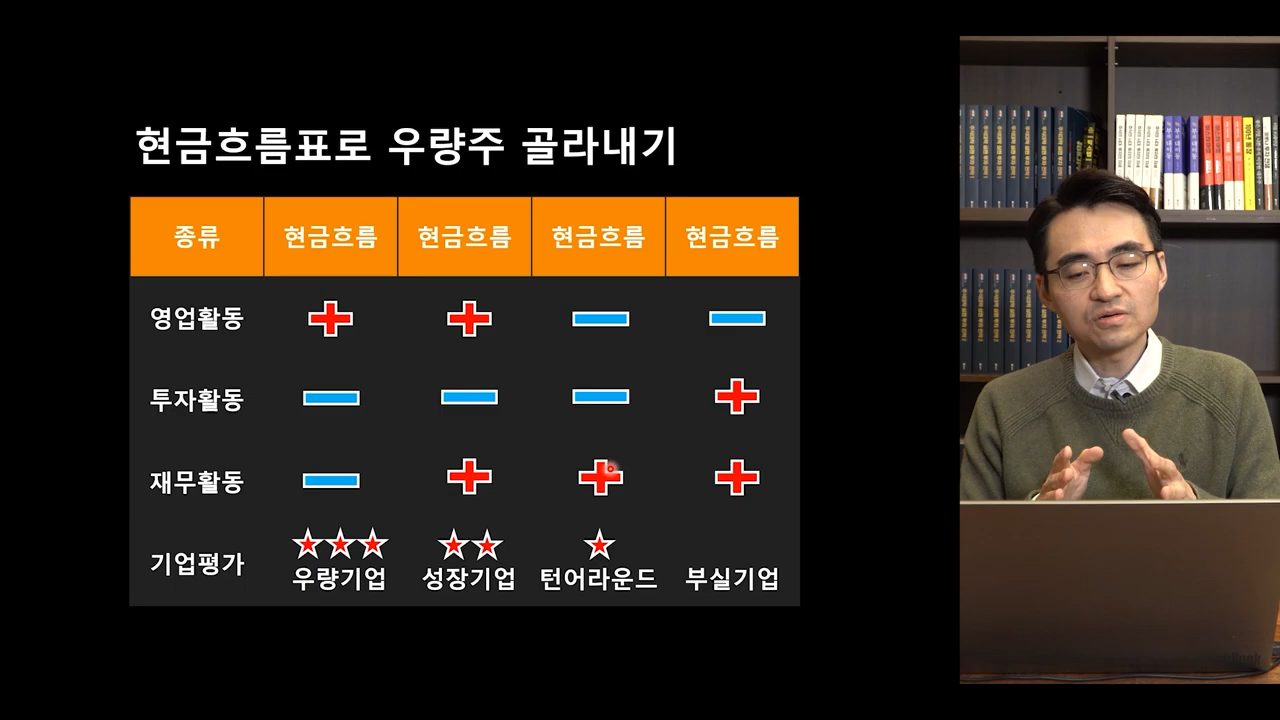 현금흐름표로 우량주 골라내기
종류 현금흐름 현금흐름 현금흐름 현금흐름
영업활동 + + - -
투자활동 - - - +
재무활동 - + + +
기업평가 ★★★ ★★ ★
우량기업 성장기업 턴어라운드 부실기업